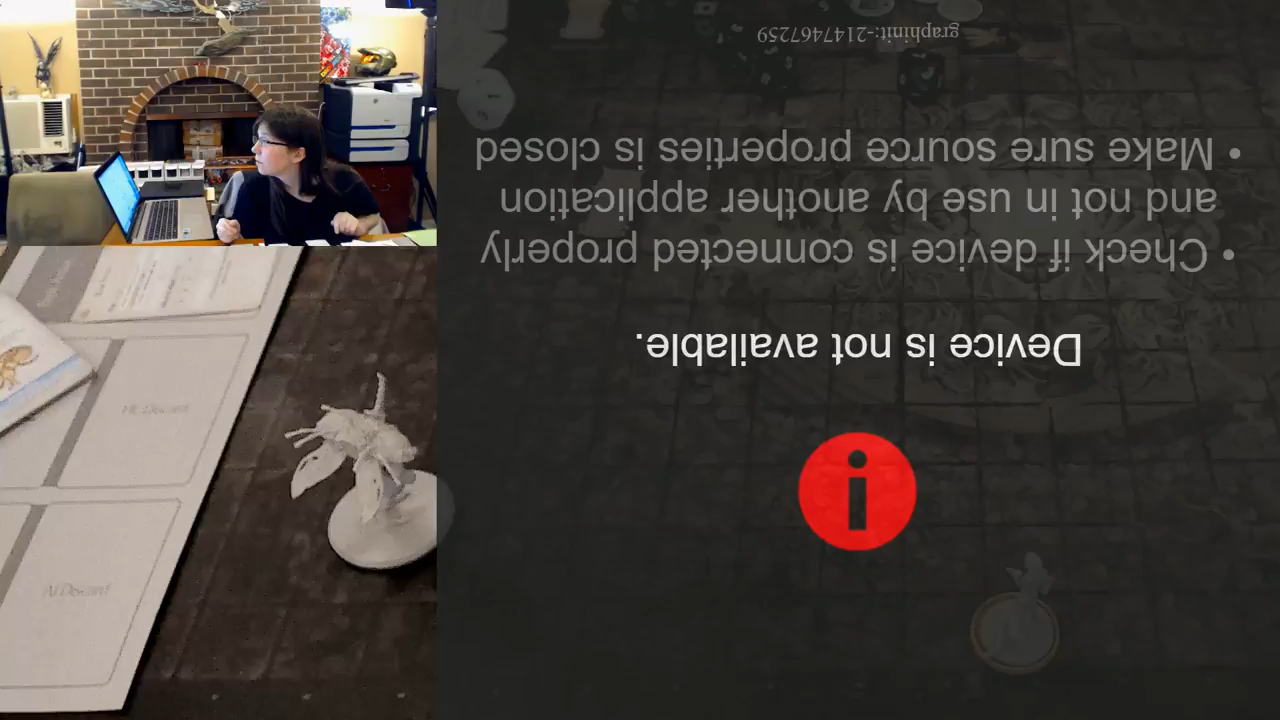 Device is not available.
• Check if device is connected properly
and not in use by another application
• Make sure source properties is closed
graphinit:-2147467259
HL Discard
AI Discard